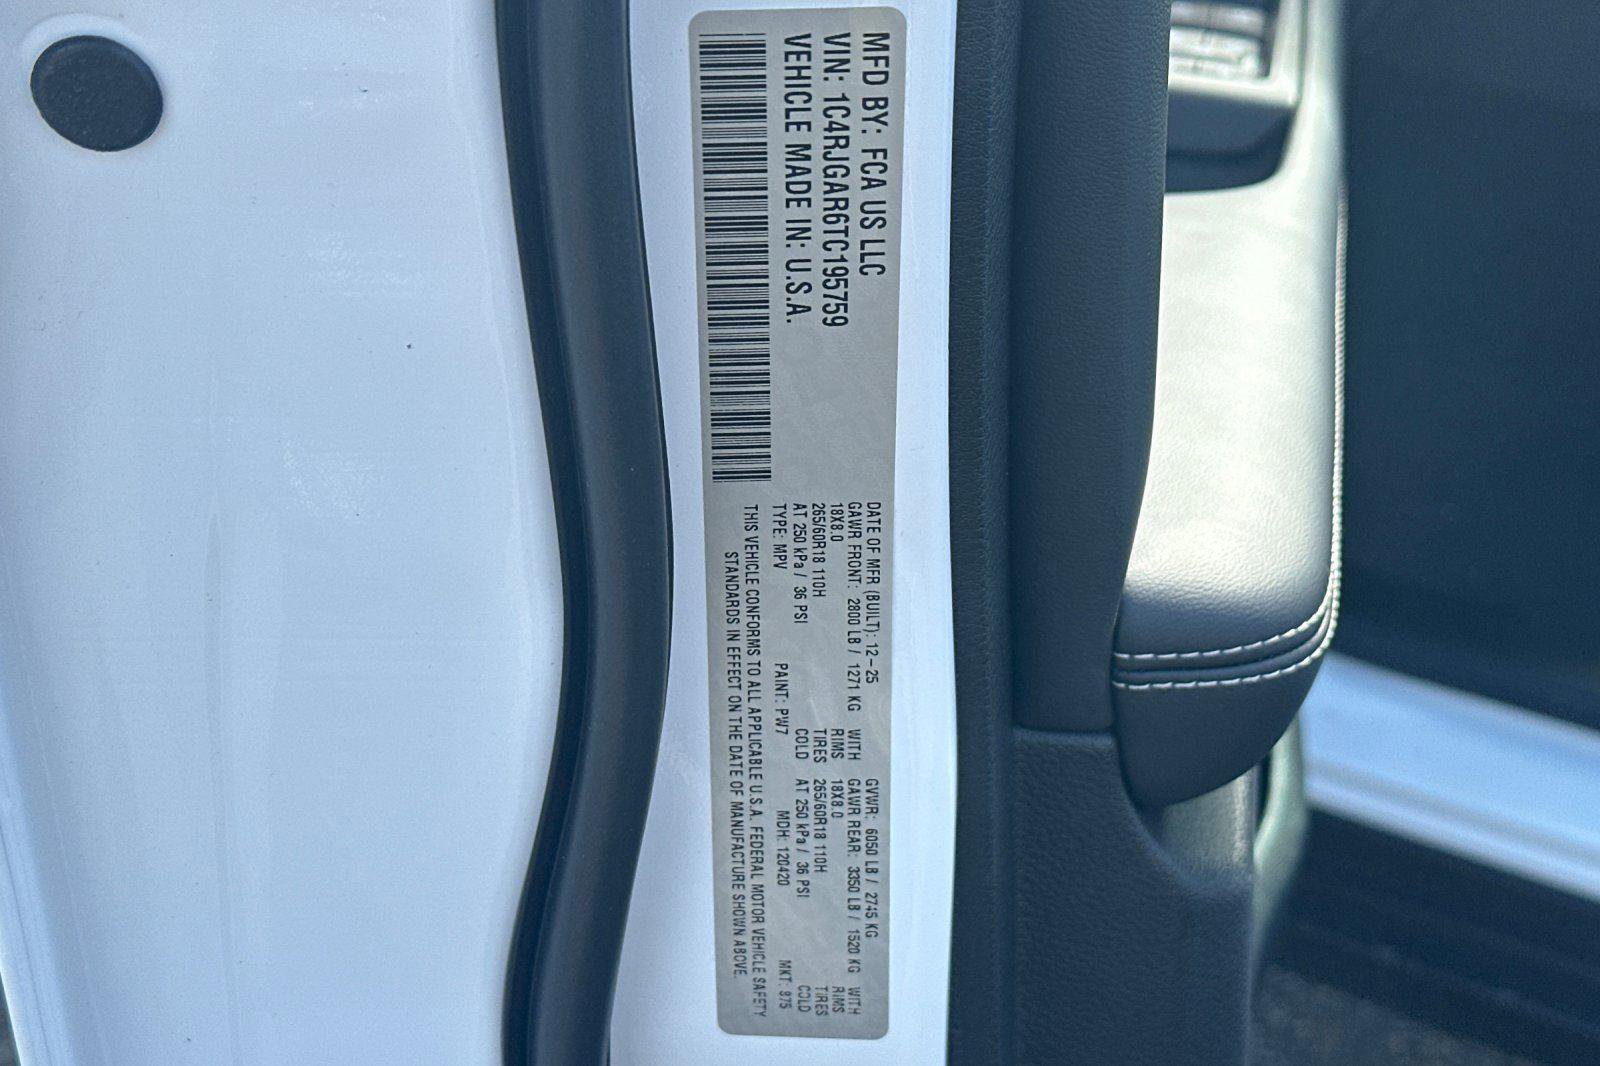 MFD BY: FCA US LLC
VIN: 1C4RJGAR6TC195759
VEHICLE MADE IN: U.S.A.
DATE OF MFR (BUILT): 12-25 GVWR: 6050 LB / 2745 KG
GAWR FRONT: 2800 LB / 1271 KG WITH GAWR REAR: 3350 LB / 1520 KG WITH
18X8.0 RIMS 18X8.0 RIMS
265/60R18 110H TIRES 265/60R18 110H TIRES
AT 250 kPa / 36 PSI COLD AT 250 kPa / 36 PSI COLD
TYPE: MPV PAINT: PW7 MDH: 120420 MKT: 875
THIS VEHICLE CONFORMS TO ALL APPLICABLE U.S.A. FEDERAL MOTOR VEHICLE SAFETY
STANDARDS IN EFFECT ON THE DATE OF MANUFACTURE SHOWN ABOVE.